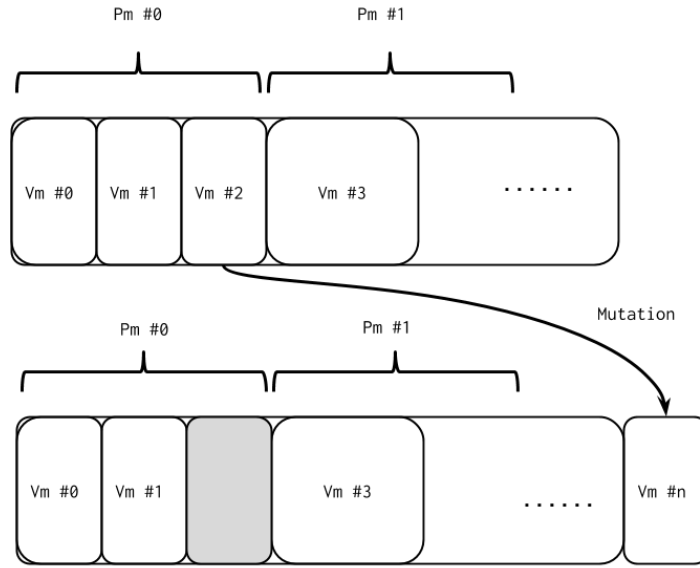 Pm #0 Pm #1
Vm #0 Vm #1 Vm #2 Vm #3 ......
Mutation
Pm #0 Pm #1
Vm #0 Vm #1 Vm #3 ...... Vm #n